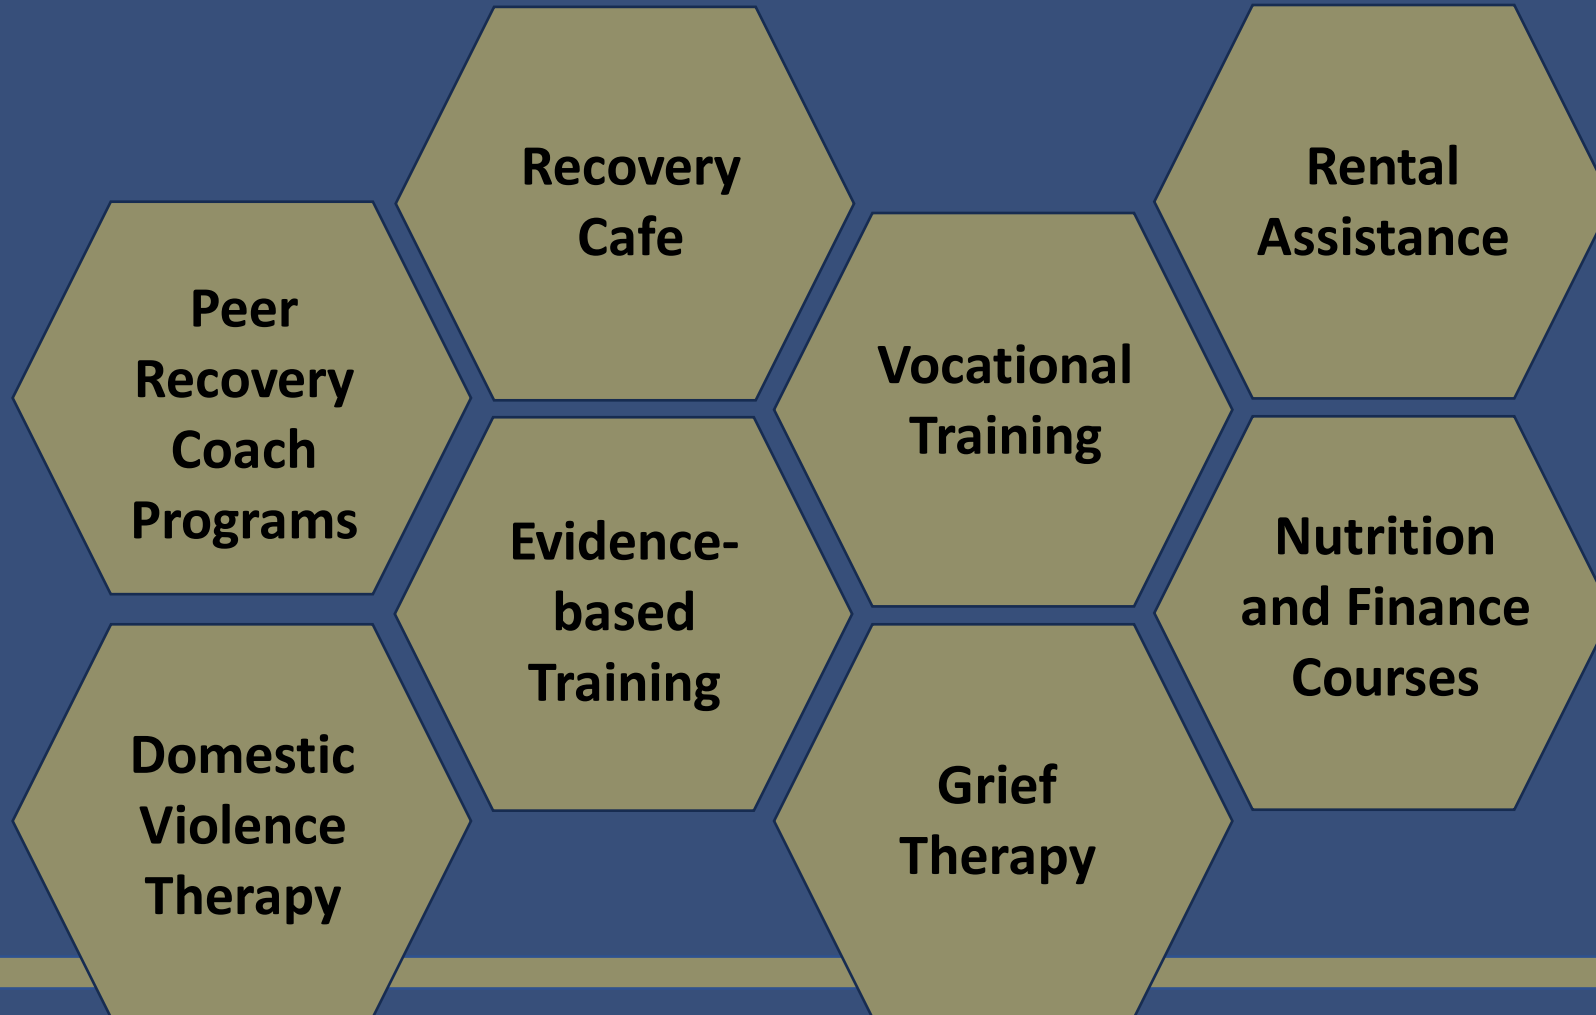 Recovery
Cafe
Rental
Assistance
Peer
Recovery
Coach
Programs
Vocational
Training
Evidence-
based
Training
Nutrition
and Finance
Courses
Domestic
Violence
Therapy
Grief
Therapy